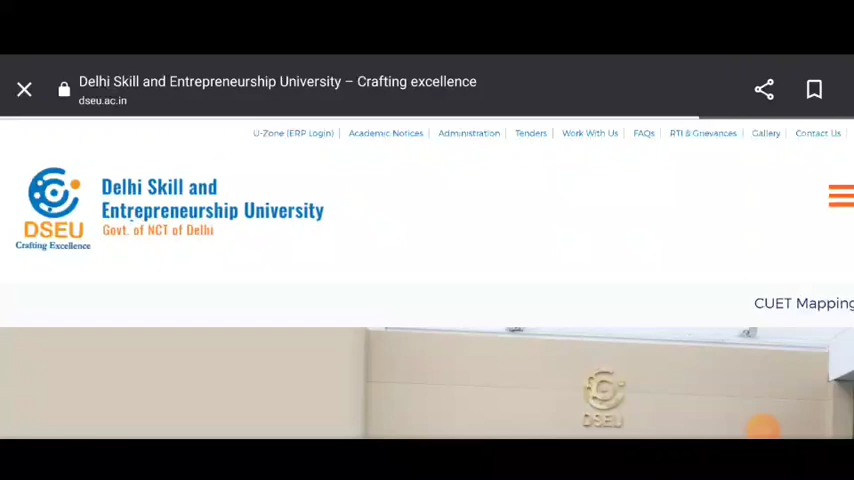 Delhi Skill and Entrepreneurship University – Crafting excellence
dseu.ac.in
U-Zone (ERP Login) | Academic Notices | Administration | Tenders | Work With Us | FAQs | RTI & Grievances | Gallery | Contact Us |
Delhi Skill and
Entrepreneurship University
Govt. of NCT of Delhi
DSEU
Crafting Excellence
CUET Mapping
DSEU